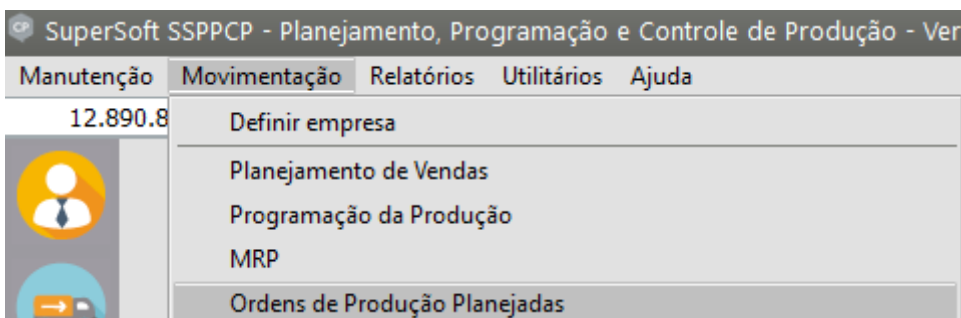 SuperSoft SSPPCP - Planejamento, Programação e Controle de Produção - Ver
Manutenção Movimentação Relatórios Utilitários Ajuda
12.890.8
Definir empresa
Planejamento de Vendas
Programação da Produção
MRP
Ordens de Produção Planejadas